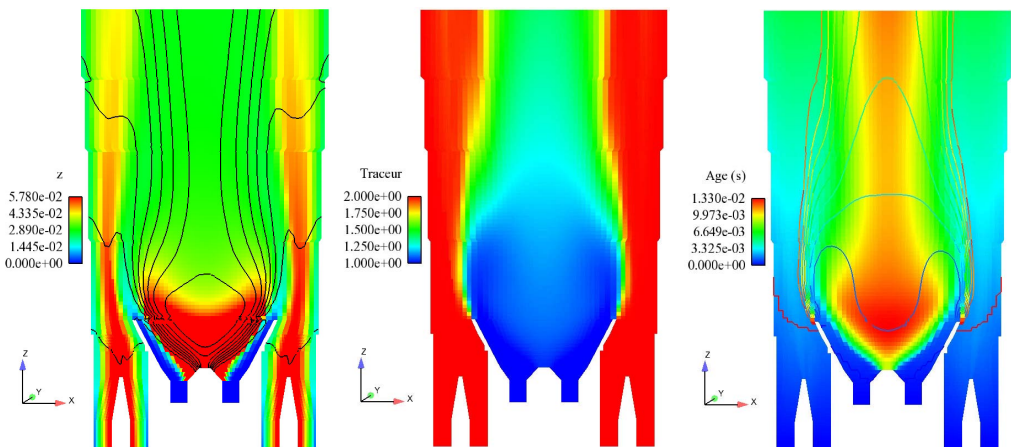 z
5.780e-02
4.335e-02
2.890e-02
1.445e-02
0.000e+00
Z
Y
X
Traceur
2.000e+00
1.750e+00
1.500e+00
1.250e+00
1.000e+00
Z
Y
X
Age (s)
1.330e-02
9.973e-03
6.649e-03
3.325e-03
0.000e+00
Z
Y
X